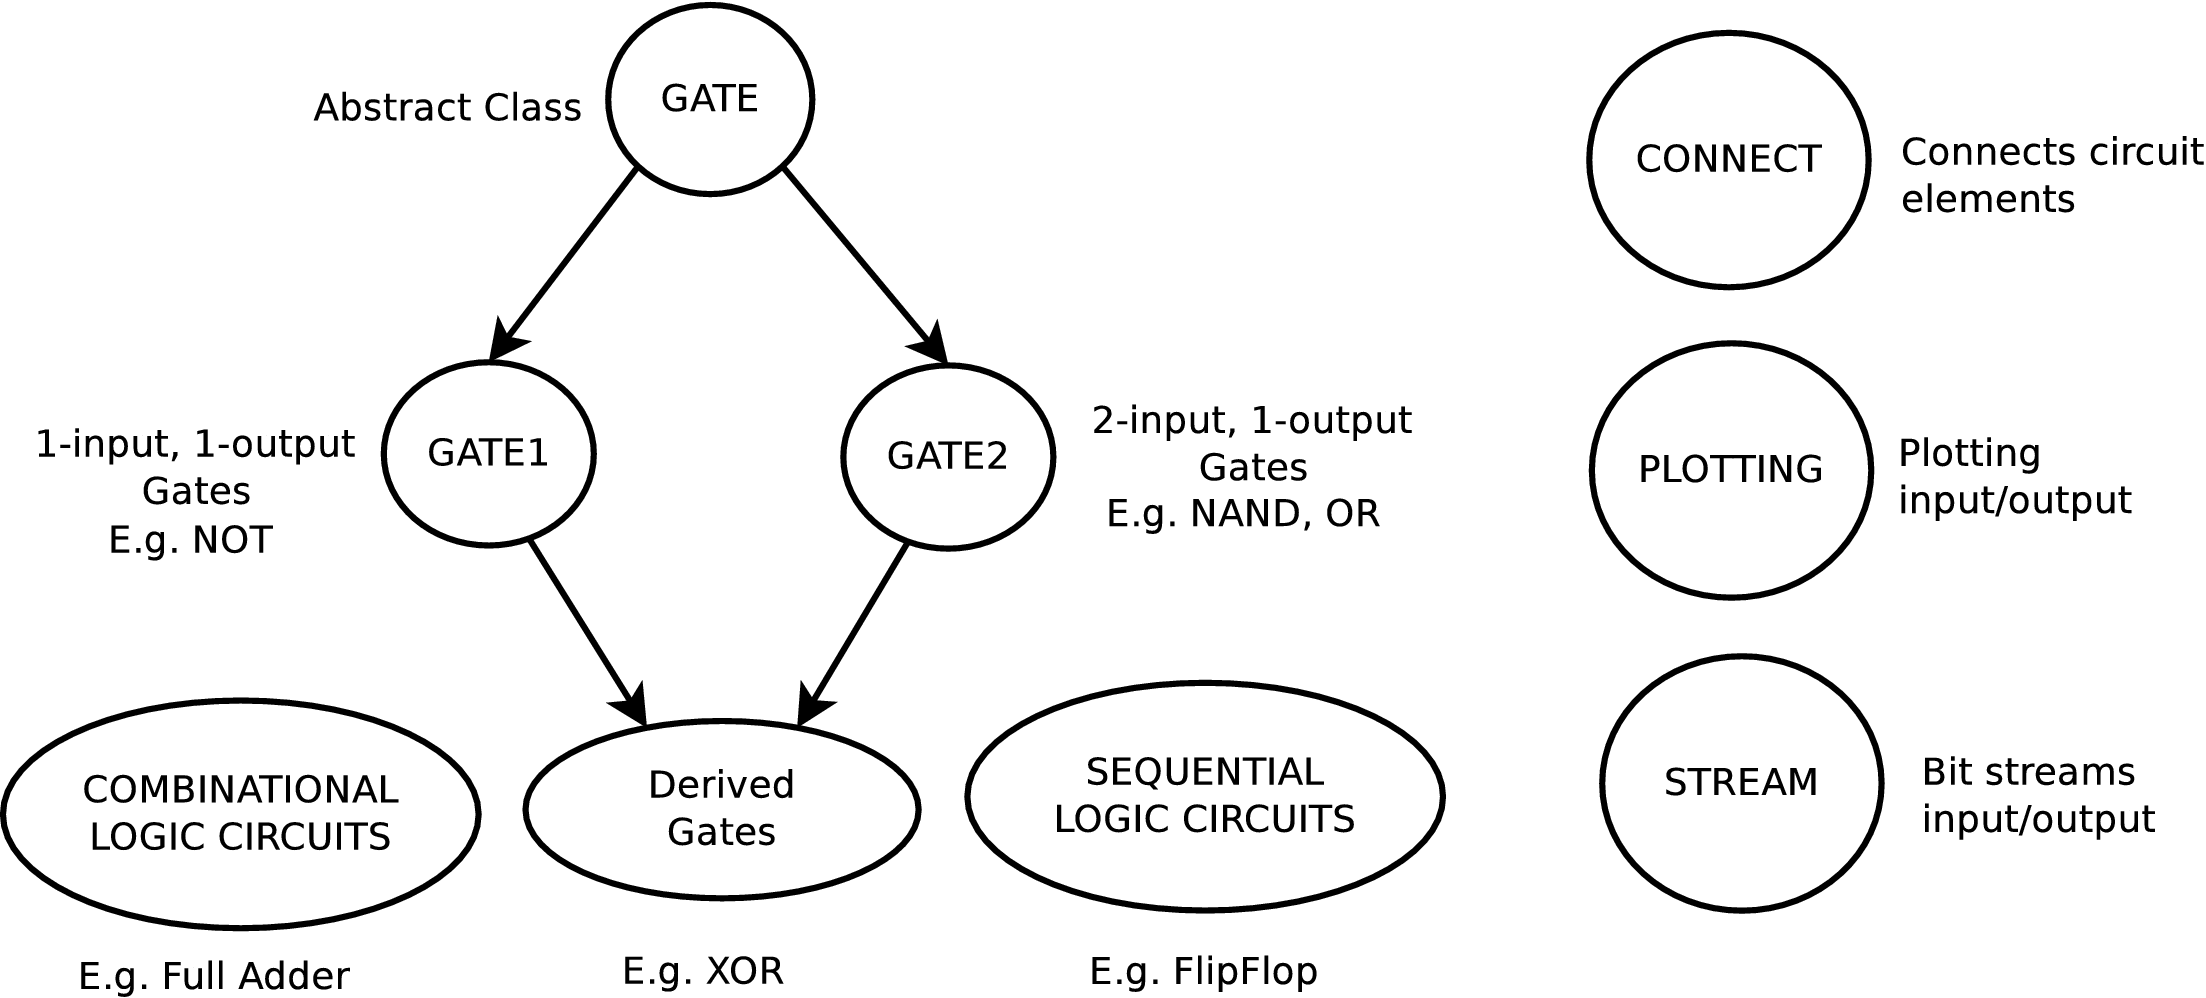 Abstract Class
GATE
1-input, 1-output
Gates
E.g. NOT
GATE1
GATE2
2-input, 1-output
Gates
E.g. NAND, OR
COMBINATIONAL
LOGIC CIRCUITS
E.g. Full Adder
Derived
Gates
E.g. XOR
SEQUENTIAL
LOGIC CIRCUITS
E.g. FlipFlop
CONNECT
Connects circuit
elements
PLOTTING
Plotting
input/output
STREAM
Bit streams
input/output